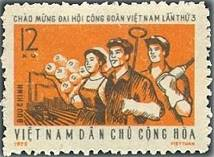 CHÀO MỪNG ĐẠI HỘI CÔNG ĐOÀN VIỆT NAM LẦN THỨ 3
12
XU
BƯU CHÍNH
VIỆT NAM DÂN CHỦ CỘNG HÒA